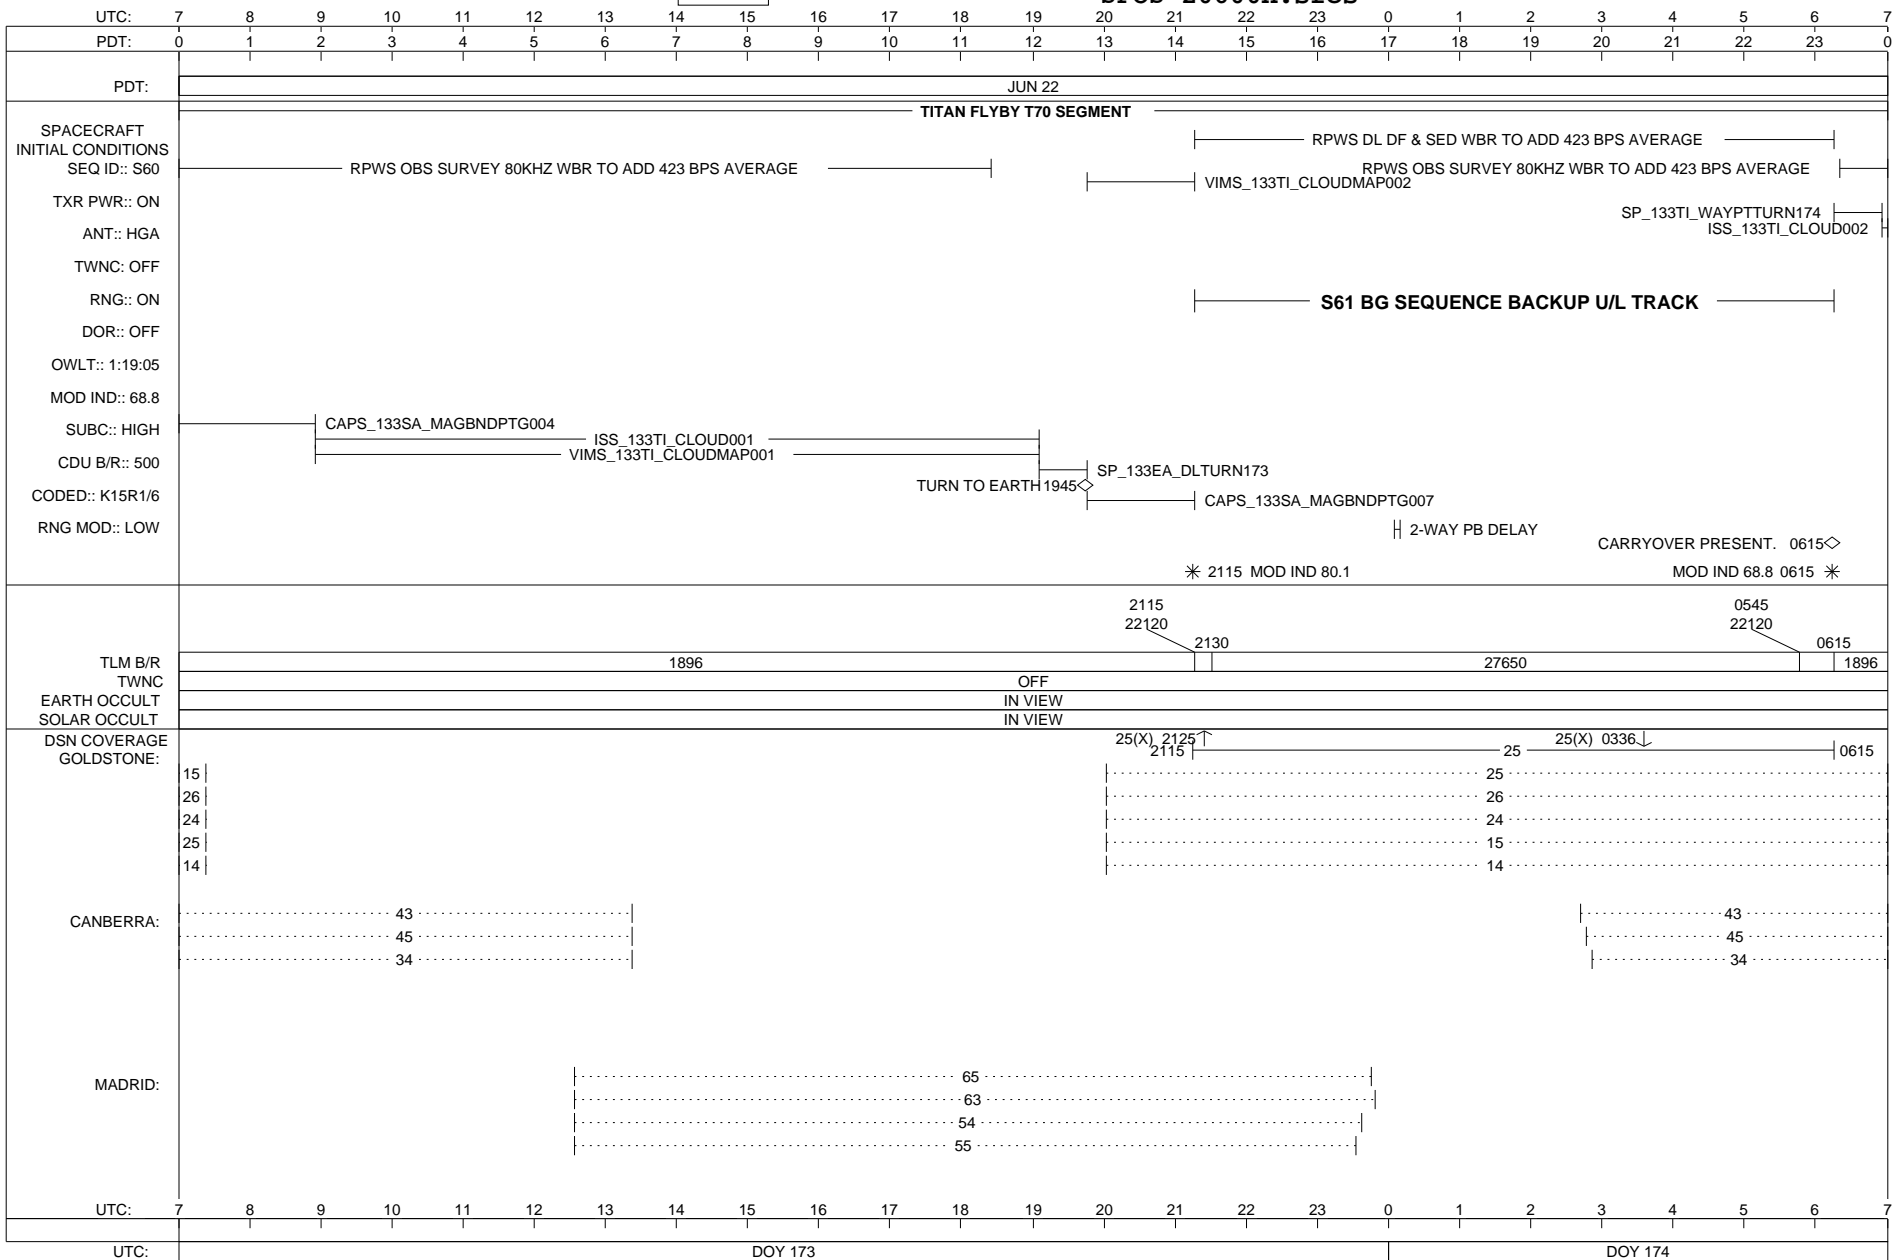 UTC: 7 8 9 10 11 12 13 14 15 16 17 18 19 20 21 22 23 0 1 2 3 4 5 6 7
PDT: 0 1 2 3 4 5 6 7 8 9 10 11 12 13 14 15 16 17 18 19 20 21 22 23 0
PDT: JUN 22
TITAN FLYBY T70 SEGMENT
SPACECRAFT
INITIAL CONDITIONS
RPWS DL DF & SED WBR TO ADD 423 BPS AVERAGE
SEQ ID:: S60
RPWS OBS SURVEY 80KHZ WBR TO ADD 423 BPS AVERAGE
RPWS OBS SURVEY 80KHZ WBR TO ADD 423 BPS AVERAGE
VIMS_133TI_CLOUDMAP002
TXR PWR:: ON
SP_133TI_WAYPTTURN174
ISS_133TI_CLOUD002
ANT:: HGA
TWNC: OFF
RNG:: ON
S61 BG SEQUENCE BACKUP U/L TRACK
DOR:: OFF
OWLT:: 1:19:05
MOD IND:: 68.8
CAPS_133SA_MAGBNDPTG004
SUBC:: HIGH
ISS_133TI_CLOUD001
VIMS_133TI_CLOUDMAP001
CDU B/R:: 500
SP_133EA_DLTURN173
TURN TO EARTH 1945
CODED:: K15R1/6
CAPS_133SA_MAGBNDPTG007
RNG MOD:: LOW
2-WAY PB DELAY
CARRYOVER PRESENT. 0615
2115 MOD IND 80.1
MOD IND 68.8 0615
2115 0545
22120 22120
2130 0615
TLM B/R 1896 27650 1896
TWNC OFF
EARTH OCCULT IN VIEW
SOLAR OCCULT IN VIEW
DSN COVERAGE
25(X) 2125 25(X) 0336
GOLDSTONE: 2115 25 0615
15 25
26 26
24 24
25 15
14 14
CANBERRA:
43 43
45 45
34 34
MADRID:
65
63
54
55
UTC: 7 8 9 10 11 12 13 14 15 16 17 18 19 20 21 22 23 0 1 2 3 4 5 6 7
UTC: DOY 173 DOY 174